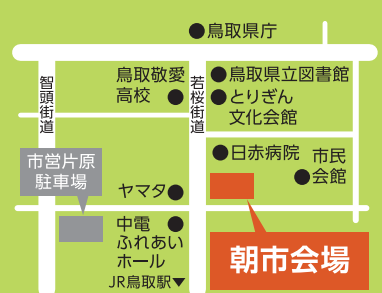 鳥取県庁
智頭街道
若桜街道
鳥取敬愛
高校
鳥取県立図書館
とりぎん
文化会館
市営片原
駐車場
日赤病院
市民
会館
ヤマタ
中電
ふれあい
ホール
朝市会場
JR鳥取駅▼